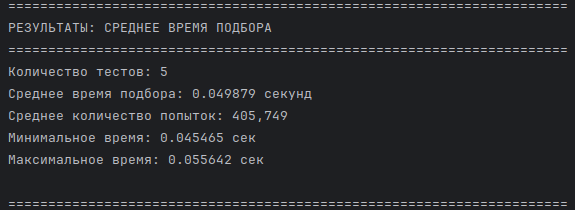 ======================================================================
РЕЗУЛЬТАТЫ: СРЕДНЕЕ ВРЕМЯ ПОДБОРА
======================================================================
Количество тестов: 5
Среднее время подбора: 0.049879 секунд
Среднее количество попыток: 405,749
Минимальное время: 0.045465 сек
Максимальное время: 0.055642 сек
======================================================================